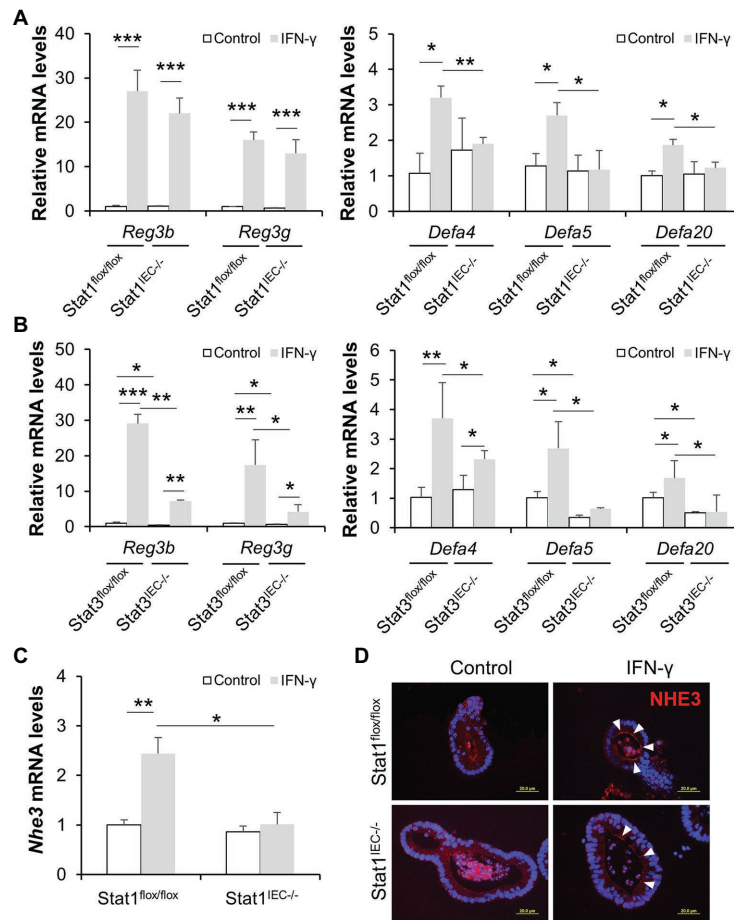 A
Relative mRNA levels
40
30
20
10
0
Control IFN-γ
*** *** *** ***
Reg3b Reg3g
Stat1flox/flox Stat1IEC-/-
Relative mRNA levels
5
4
3
2
1
0
Control IFN-γ
* ** * * * *
Defa4 Defa5 Defa20
Stat1flox/flox Stat1IEC-/- Stat1flox/flox Stat1IEC-/- Stat1flox/flox Stat1IEC-/-
B
Relative mRNA levels
50
40
30
20
10
0
Control IFN-γ
* * 
*** ** ** *
** *
Reg3b Reg3g
Stat3flox/flox Stat3IEC-/- Stat3flox/flox Stat3IEC-/-
Relative mRNA levels
6
5
4
3
2
1
0
Control IFN-γ
** * * * * * * * *
Defa4 Defa5 Defa20
Stat3flox/flox Stat3IEC-/- Stat3flox/flox Stat3IEC-/- Stat3flox/flox Stat3IEC-/-
C
Nhe3 mRNA levels
4
3
2
1
0
Control IFN-γ
** *
Stat1flox/flox Stat1IEC-/-
D
Control IFN-γ
NHE3
Stat1flox/flox
20.0 μm 20.0 μm
Stat1IEC-/-
20.0 μm 20.0 μm